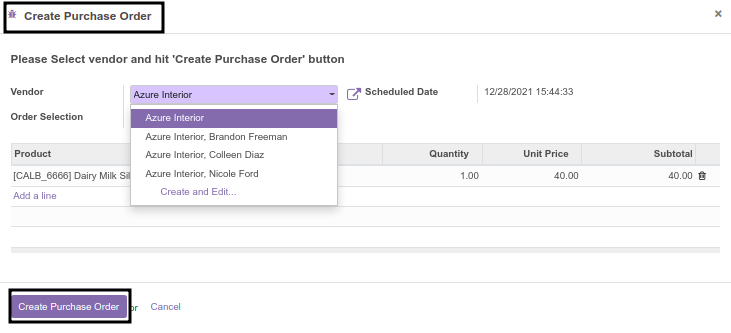 Create Purchase Order
×
Please Select vendor and hit 'Create Purchase Order' button
Vendor Azure Interior Scheduled Date 12/28/2021 15:44:33
Order Selection
Azure Interior
Azure Interior, Brandon Freeman
Azure Interior, Colleen Diaz
Azure Interior, Nicole Ford
Create and Edit...
Product Quantity Unit Price Subtotal
[CALB_6666] Dairy Milk 1.00 40.00 40.00
Add a line
Create Purchase Order or Cancel